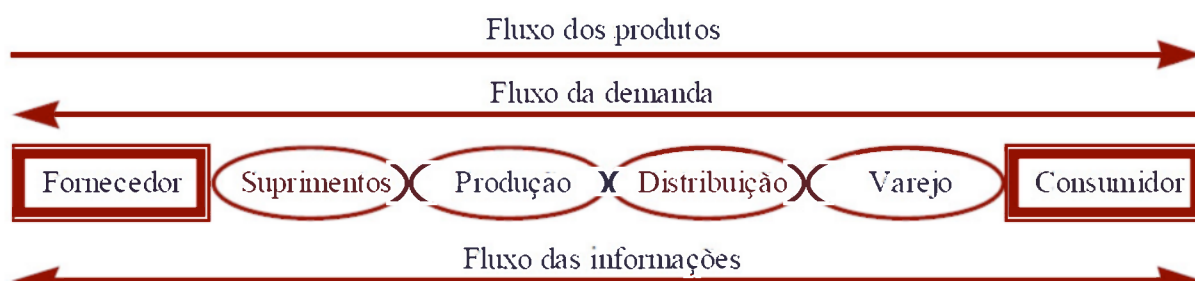 Fluxo dos produtos
Fluxo da demanda
Fornecedor Suprimentos Produção Distribuição Varejo Consumidor
Fluxo das informações